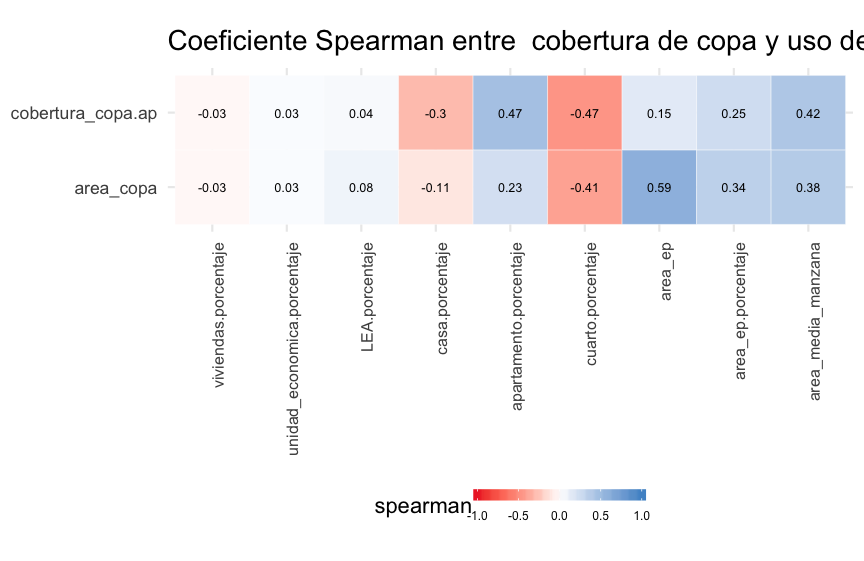 Coeficiente Spearman entre  cobertura de copa y uso de
cobertura_copa.ap
-0.03 0.03 0.04 -0.3 0.47 -0.47 0.15 0.25 0.42
area_copa
-0.03 0.03 0.08 -0.11 0.23 -0.41 0.59 0.34 0.38
viviendas.porcentaje
unidad_economica.porcentaje
LEA.porcentaje
casa.porcentaje
apartamento.porcentaje
cuarto.porcentaje
area_ep
area_ep.porcentaje
area_media_manzana
spearman
-1.0 -0.5 0.0 0.5 1.0